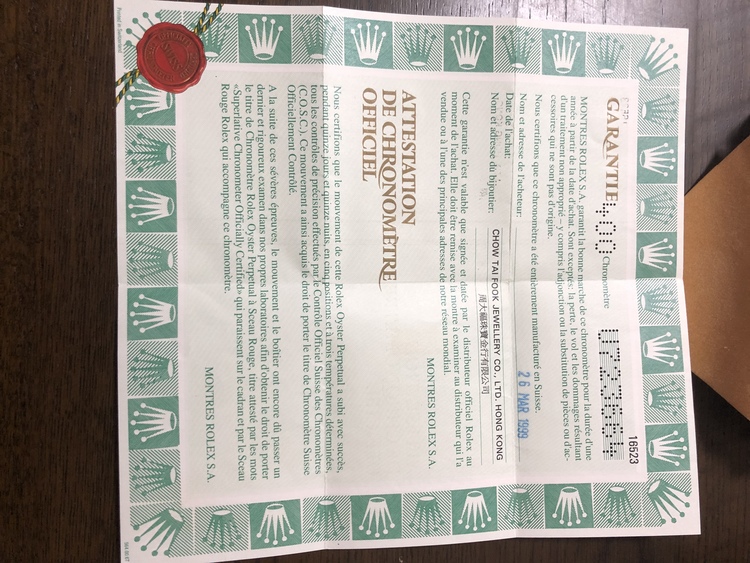 16523
GARANTIE 400 Chronomètre
MONTRES ROLEX S.A. garantit la bonne marche de ce chronomètre pour la durée d'une
année à partir de la date d'achat. Sont exceptés: la perte, le vol et les dommages résultant
d'un traitement non approprié – y compris l'adjonction ou la substitution de pièces ou d'ac-
cessoires qui ne sont pas d'origine.
Nous certifions que ce chronomètre a été entièrement manufacturé en Suisse.
Nom et adresse de l'acheteur:
Date de l'achat: 26 MAR 1999
Nom et adresse du bijoutier: CHOW TAI FOOK JEWELLERY CO., LTD. HONG KONG
周大福珠寶金行有限公司
Cette garantie n'est valable que signée et datée par le distributeur officiel Rolex au
moment de l'achat. Elle doit être remise avec la montre à examiner au distributeur qui l'a
vendue ou à l'une des principales adresses de notre réseau mondial.
MONTRES ROLEX S.A.
ATTESTATION
DE CHRONOMÈTRE
OFFICIEL
Nous certifions que le mouvement de cette Rolex Oyster Perpetual a subi avec succès,
pendant quinze jours et quinze nuits, en cinq positions et à trois températures déterminées,
tous les contrôles de précision effectués par le Contrôle Officiel Suisse des Chronomètres
(C.O.S.C.). Ce mouvement a ainsi acquis le droit de porter le titre de Chronomètre Suisse
Officiellement Contrôlé.
A la suite de ces sévères épreuves, le mouvement et le boîtier ont encore dû passer un
dernier et rigoureux examen dans nos propres laboratoires afin d'obtenir le droit de porter
le titre de Chronomètre Rolex Oyster Perpetual à Sceau Rouge, titre attesté par les mots
«Superlative Chronometer Officially Certified» qui paraissent sur le cadran et par le Sceau
Rouge Rolex qui accompagne ce chronomètre.
MONTRES ROLEX S.A.
Printed in Switzerland